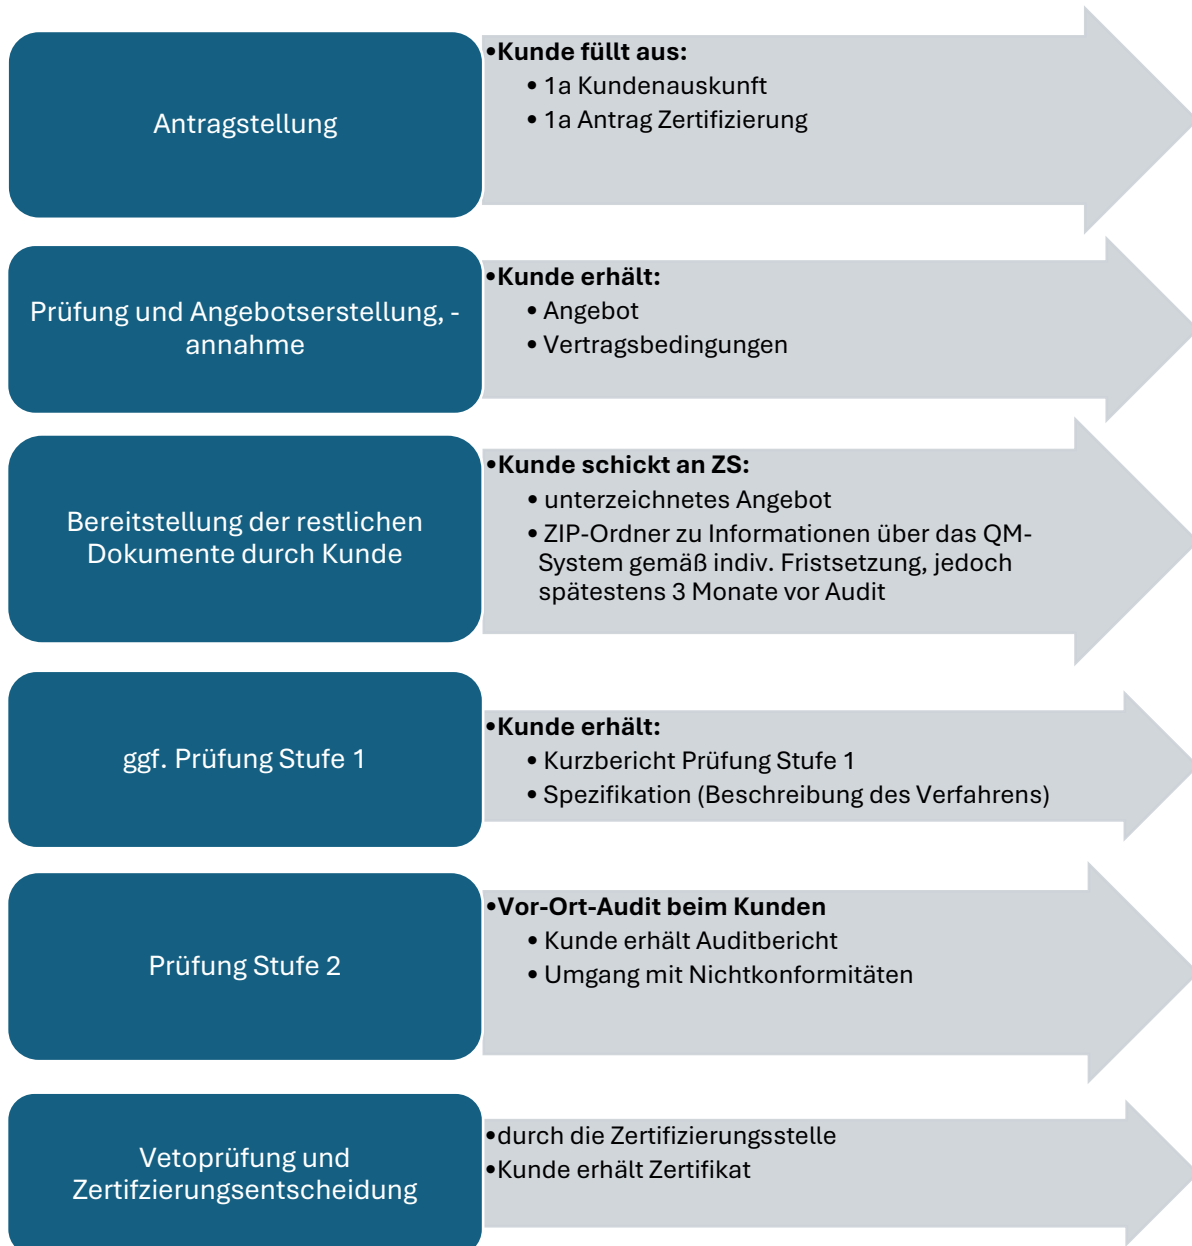 Antragstellung
•Kunde füllt aus:
• 1a Kundenauskunft
• 1a Antrag Zertifizierung
Prüfung und Angebotserstellung, -
annahme
•Kunde erhält:
• Angebot
• Vertragsbedingungen
Bereitstellung der restlichen
Dokumente durch Kunde
•Kunde schickt an ZS:
• unterzeichnetes Angebot
• ZIP-Ordner zu Informationen über das QM-
System gemäß indiv. Fristsetzung, jedoch
spätestens 3 Monate vor Audit
ggf. Prüfung Stufe 1
•Kunde erhält:
• Kurzbericht Prüfung Stufe 1
• Spezifikation (Beschreibung des Verfahrens)
Prüfung Stufe 2
•Vor-Ort-Audit beim Kunden
• Kunde erhält Auditbericht
• Umgang mit Nichtkonformitäten
Vetoprüfung und
Zertifzierungsentscheidung
•durch die Zertifizierungsstelle
•Kunde erhält Zertifikat